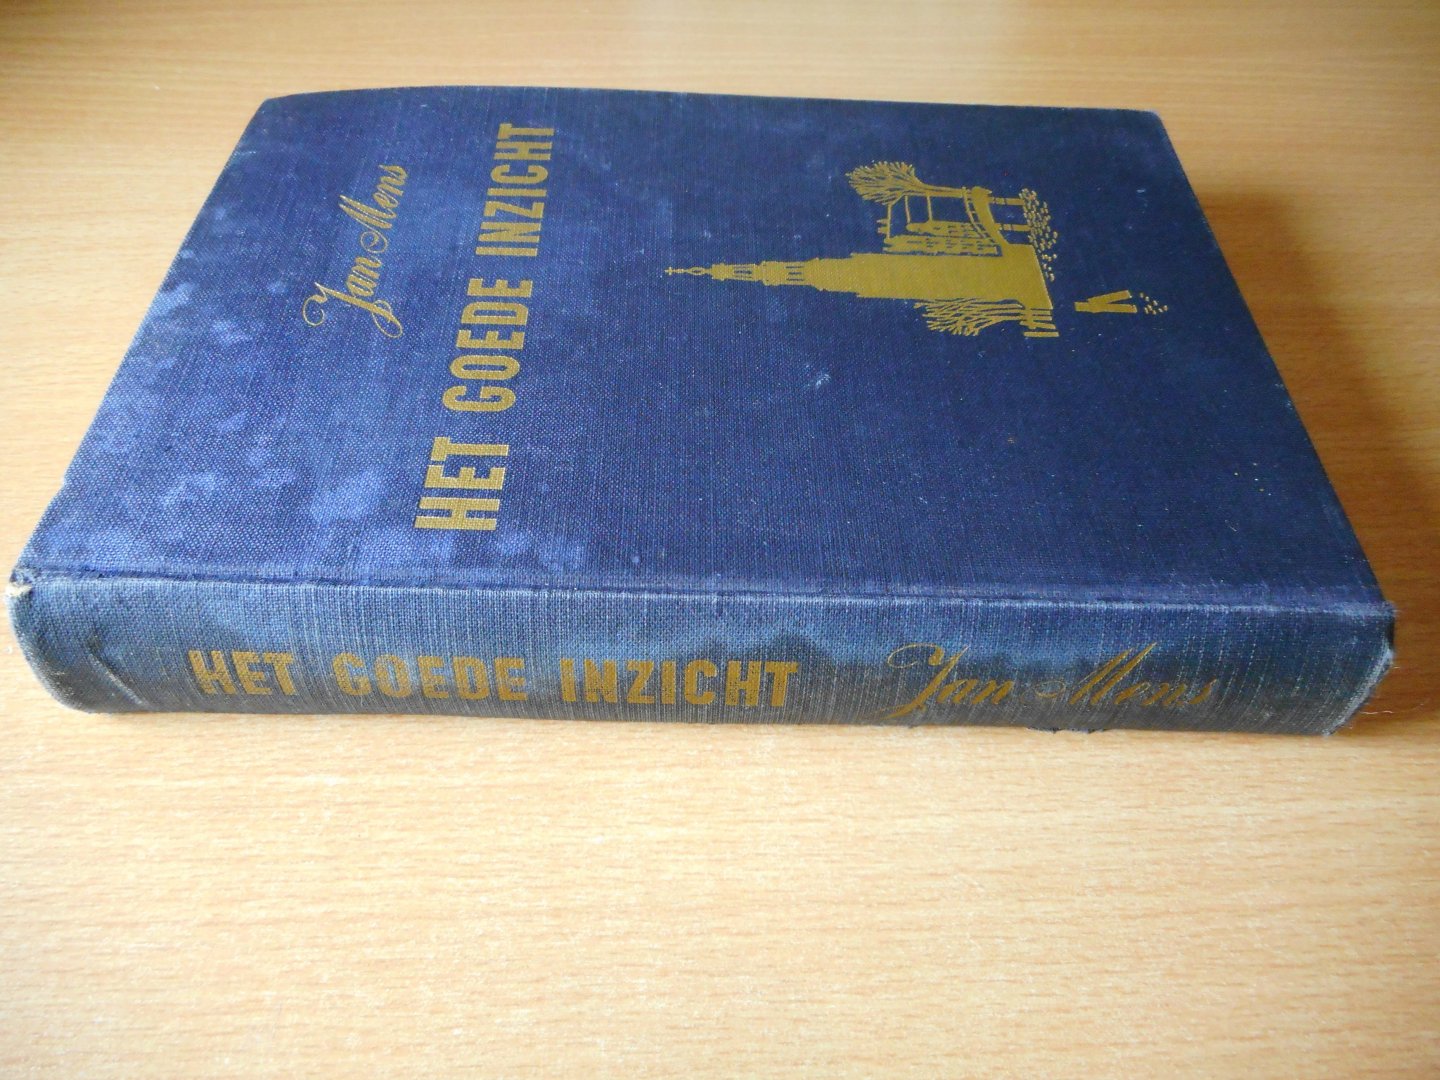 Jan Mens
HET GOEDE INZICHT
HET GOEDE INZICHT Jan Mens